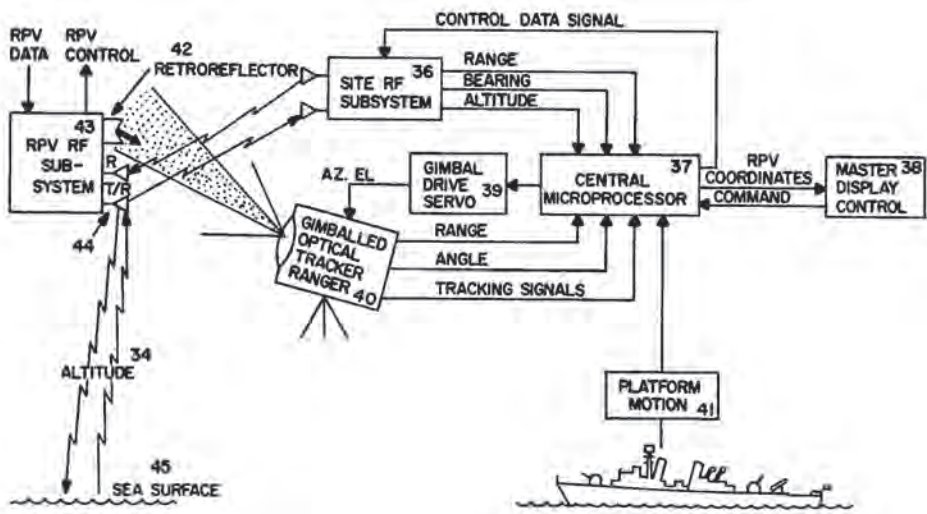 RPV DATA
RPV CONTROL
42
RETROREFLECTOR
43
RPV RF SUB-SYSTEM
R
T/R
44
ALTITUDE
34
45
SEA SURFACE
CONTROL DATA SIGNAL
SITE RF SUBSYSTEM
36
RANGE
BEARING
ALTITUDE
AZ. EL
GIMBAL DRIVE SERVO
39
CENTRAL MICROPROCESSOR
37
RPV COORDINATES
COMMAND
MASTER DISPLAY CONTROL
38
GIMBALLED OPTICAL TRACKER RANGER
40
RANGE
ANGLE
TRACKING SIGNALS
PLATFORM MOTION
41